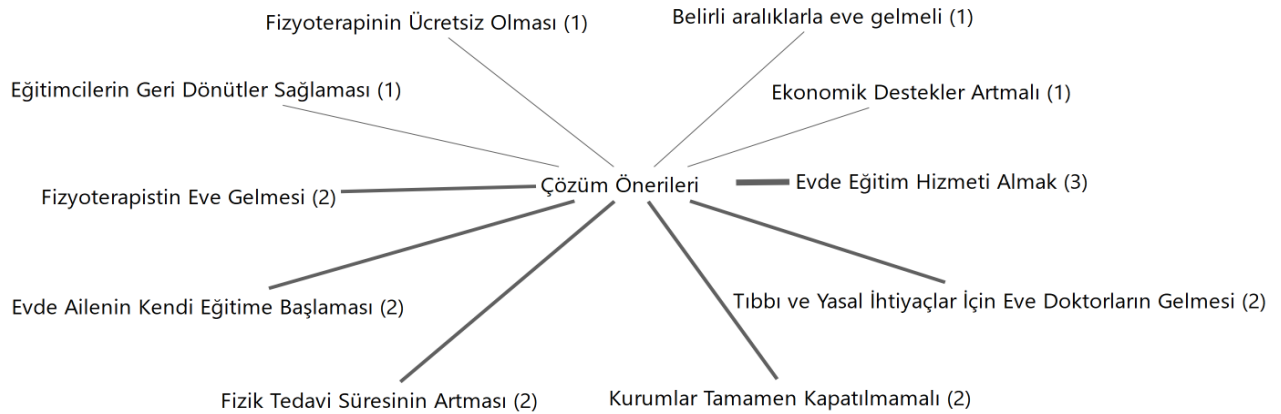 Fizyoterapinin Ücretsiz Olması (1)
Belirli aralıklarla eve gelmeli (1)
Eğitimcilerin Geri Dönütler Sağlaması (1)
Ekonomik Destekler Artmalı (1)
Fizyoterapistin Eve Gelmesi (2)
Çözüm Önerileri
Evde Eğitim Hizmeti Almak (3)
Evde Ailenin Kendi Eğitime Başlaması (2)
Tıbbı ve Yasal İhtiyaçlar İçin Eve Doktorların Gelmesi (2)
Fizik Tedavi Süresinin Artması (2)
Kurumlar Tamamen Kapatılmamalı (2)